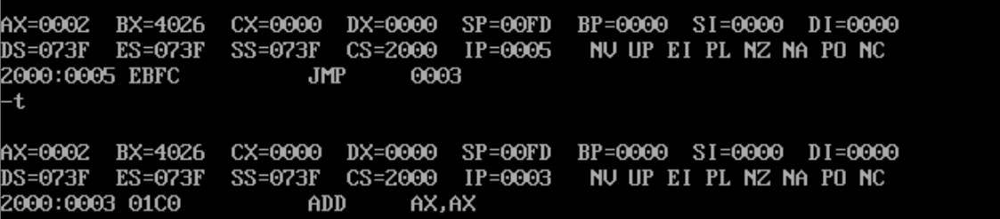 AX=0002  BX=4026  CX=0000  DX=0000  SP=00FD  BP=0000  SI=0000  DI=0000
DS=073F  ES=073F  SS=073F  CS=2000  IP=0005   NV UP EI PL NZ NA PO NC
2000:0005 EBFC          JMP     0003
-t
AX=0002  BX=4026  CX=0000  DX=0000  SP=00FD  BP=0000  SI=0000  DI=0000
DS=073F  ES=073F  SS=073F  CS=2000  IP=0003   NV UP EI PL NZ NA PO NC
2000:0003 01C0          ADD     AX,AX